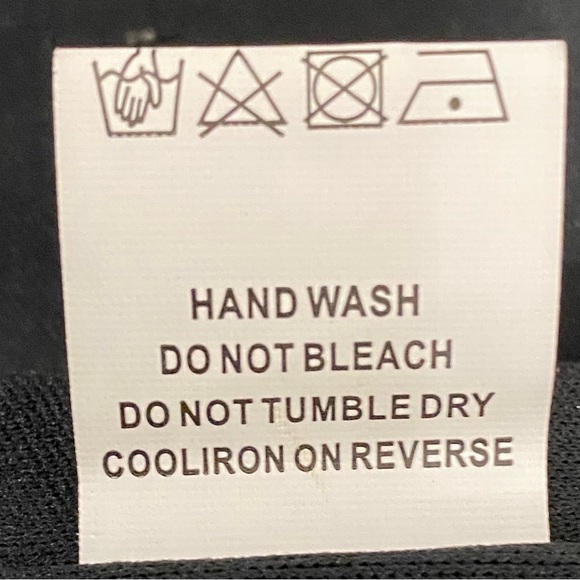 HAND WASH
DO NOT BLEACH
DO NOT TUMBLE DRY
COOLIRON ON REVERSE